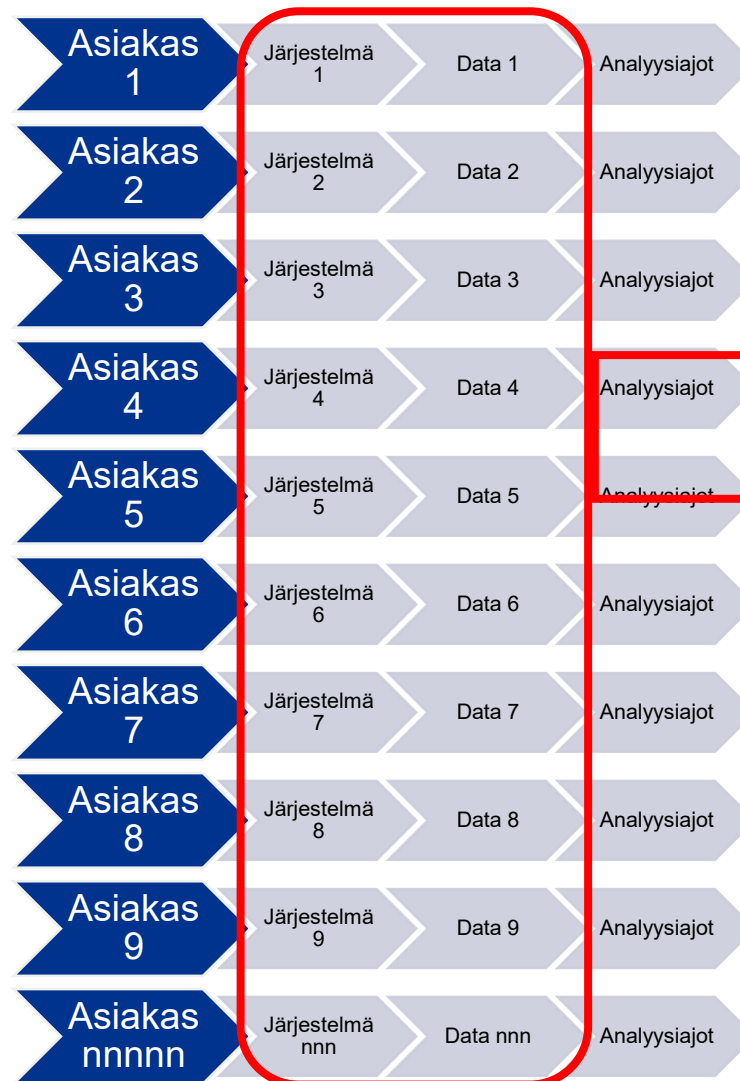 Asiakas
1
Järjestelmä
1
Data 1
Analyysiajot
Asiakas
2
Järjestelmä
2
Data 2
Analyysiajot
Asiakas
3
Järjestelmä
3
Data 3
Analyysiajot
Asiakas
4
Järjestelmä
4
Data 4
Analyysiajot
Asiakas
5
Järjestelmä
5
Data 5
Analyysiajot
Asiakas
6
Järjestelmä
6
Data 6
Analyysiajot
Asiakas
7
Järjestelmä
7
Data 7
Analyysiajot
Asiakas
8
Järjestelmä
8
Data 8
Analyysiajot
Asiakas
9
Järjestelmä
9
Data 9
Analyysiajot
Asiakas
nnnnn
Järjestelmä
nnn
Data nnn
Analyysiajot